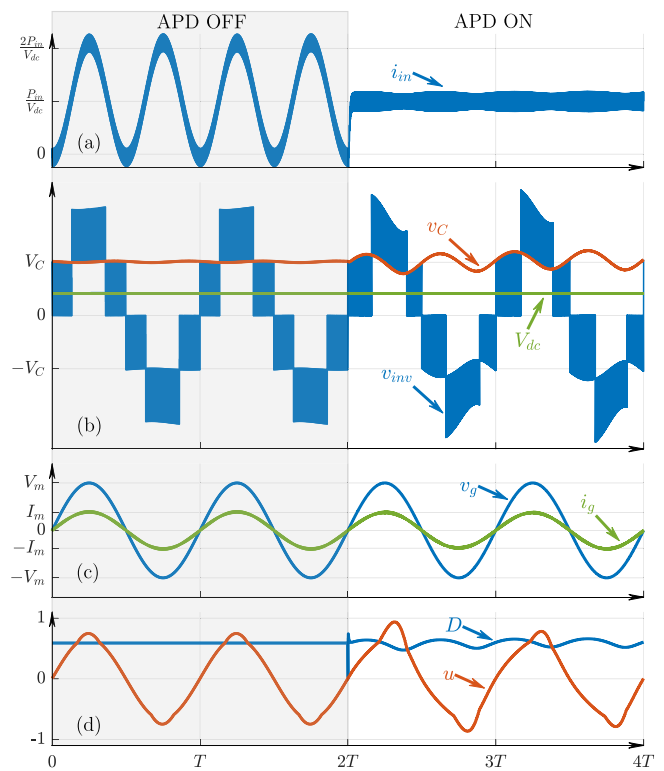 APD OFF APD ON
2P_in/V_dc
P_in/V_dc
0
i_in
(a)
V_C
0
−V_C
v_C
V_dc
v_inv
(b)
V_m
I_m
0
−I_m
−V_m
v_g
i_g
(c)
1
0
-1
D
u
(d)
0 T 2T 3T 4T